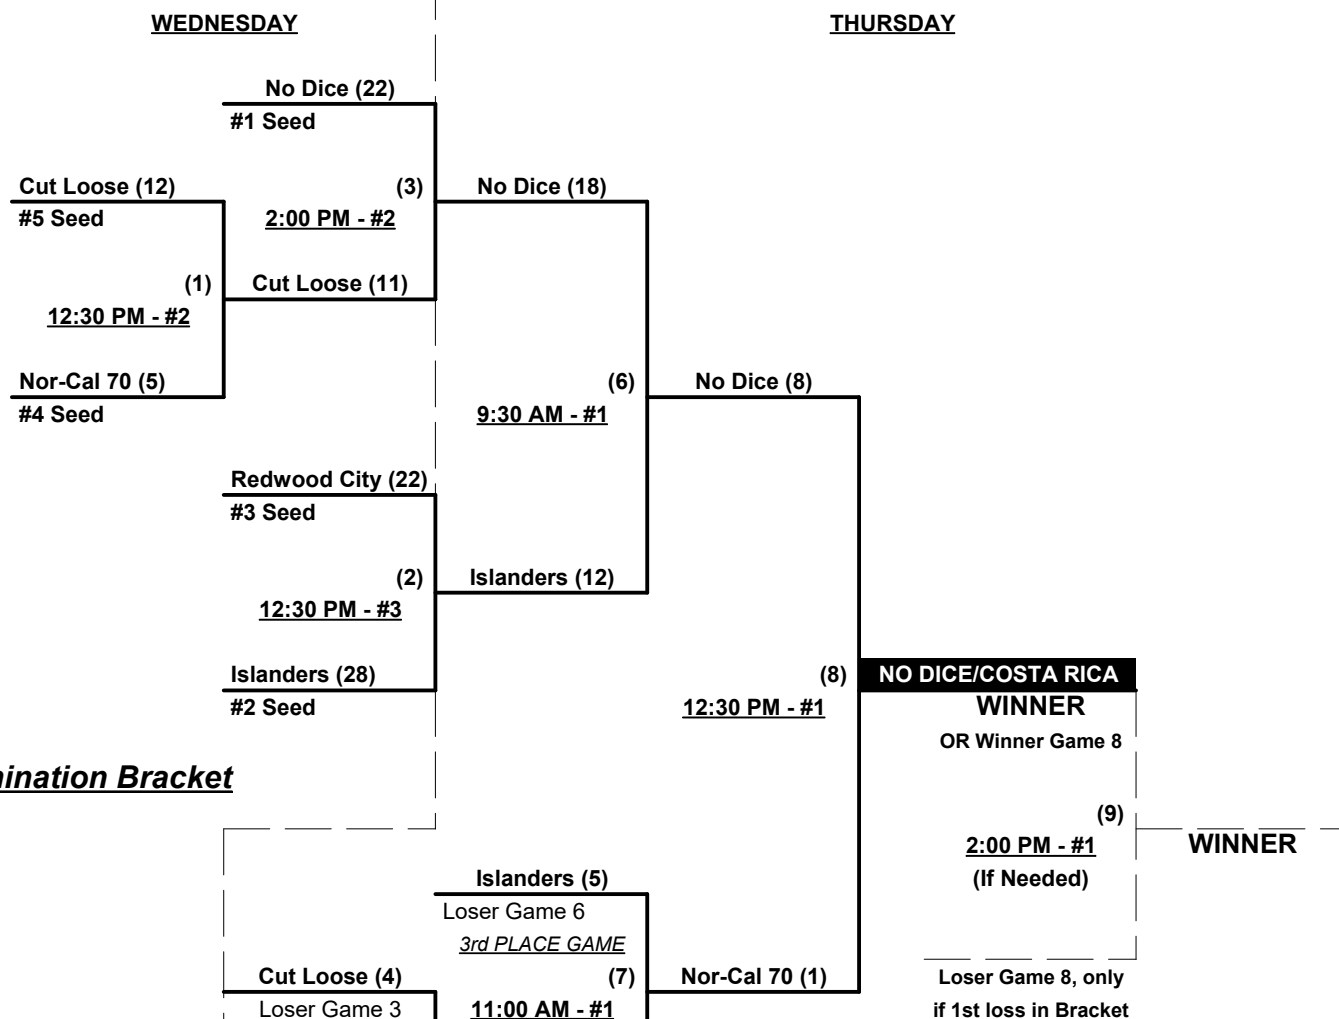 WEDNESDAY
THURSDAY
No Dice (22)
#1 Seed
Cut Loose (12)
#5 Seed
(3)
2:00 PM - #2
No Dice (18)
(1)
12:30 PM - #2
Cut Loose (11)
Nor-Cal 70 (5)
#4 Seed
(6)
9:30 AM - #1
No Dice (8)
Redwood City (22)
#3 Seed
(2)
12:30 PM - #3
Islanders (12)
Islanders (28)
#2 Seed
(8)
12:30 PM - #1
NO DICE/COSTA RICA
WINNER
OR Winner Game 8
Bracket
(9)
2:00 PM - #1
(If Needed)
WINNER
Islanders (5)
Loser Game 6
3rd PLACE GAME
Cut Loose (4)
Loser Game 3
(7)
11:00 AM - #1
Nor-Cal 70 (1)
Loser Game 8, only
if 1st loss in Bracket